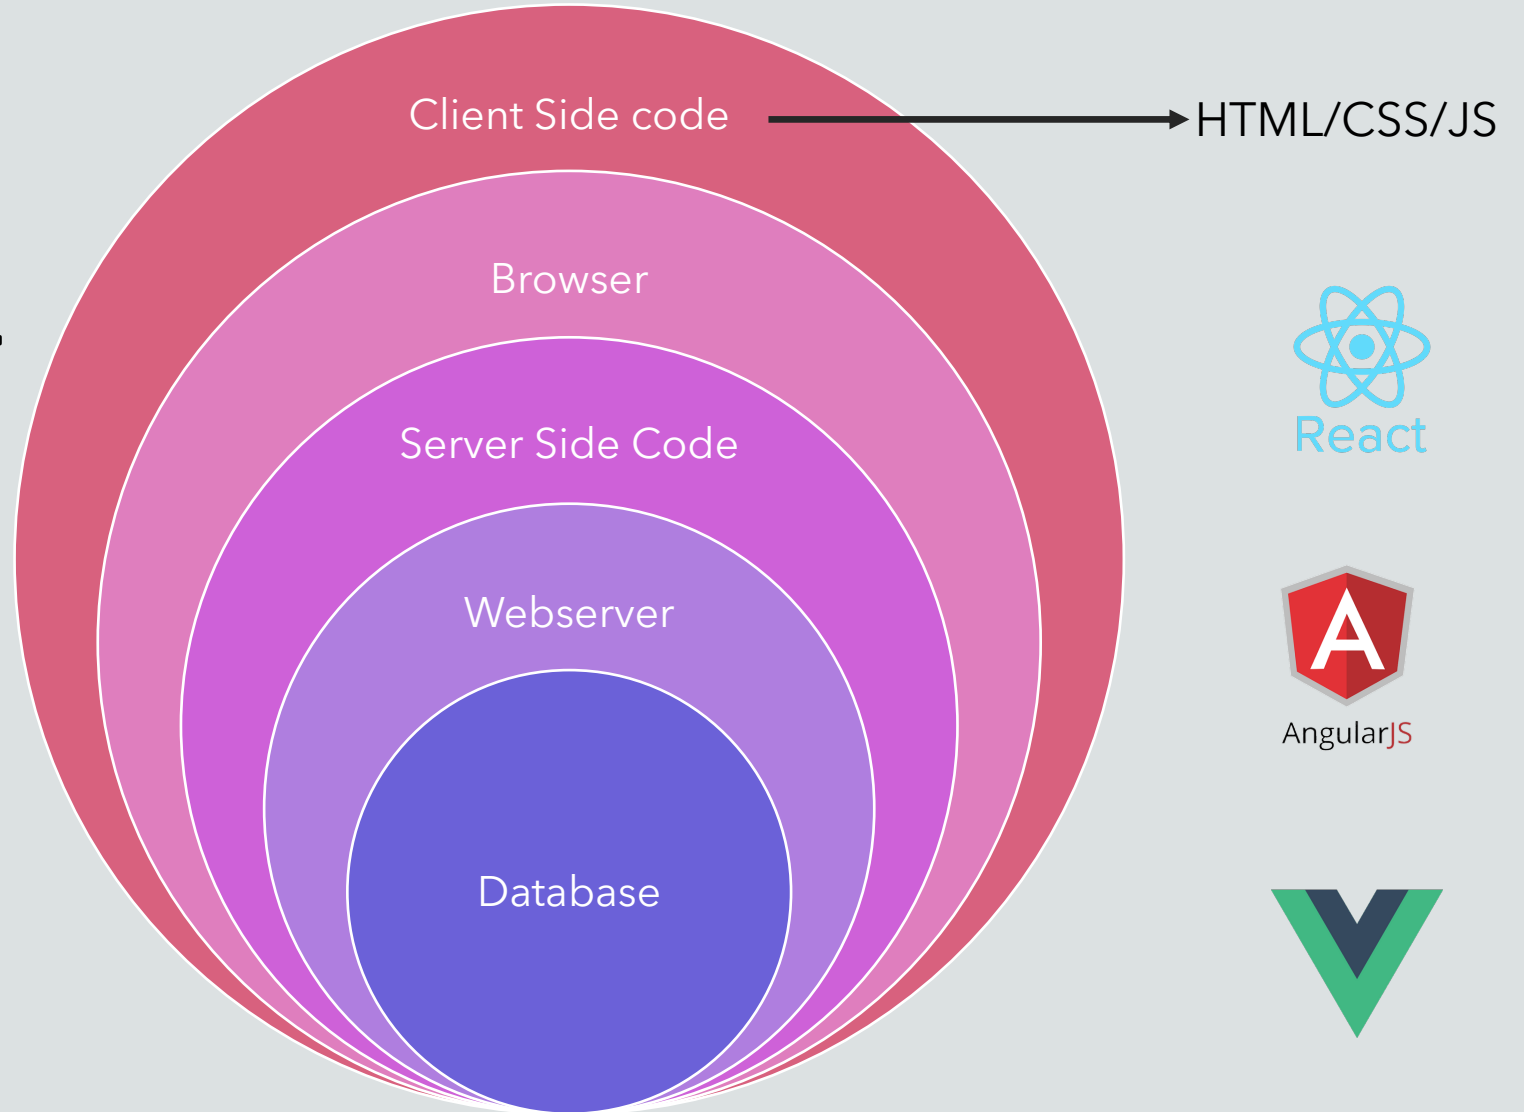 Client Side code
HTML/CSS/JS
Browser
React
Server Side Code
Webserver
AngularJS
Database